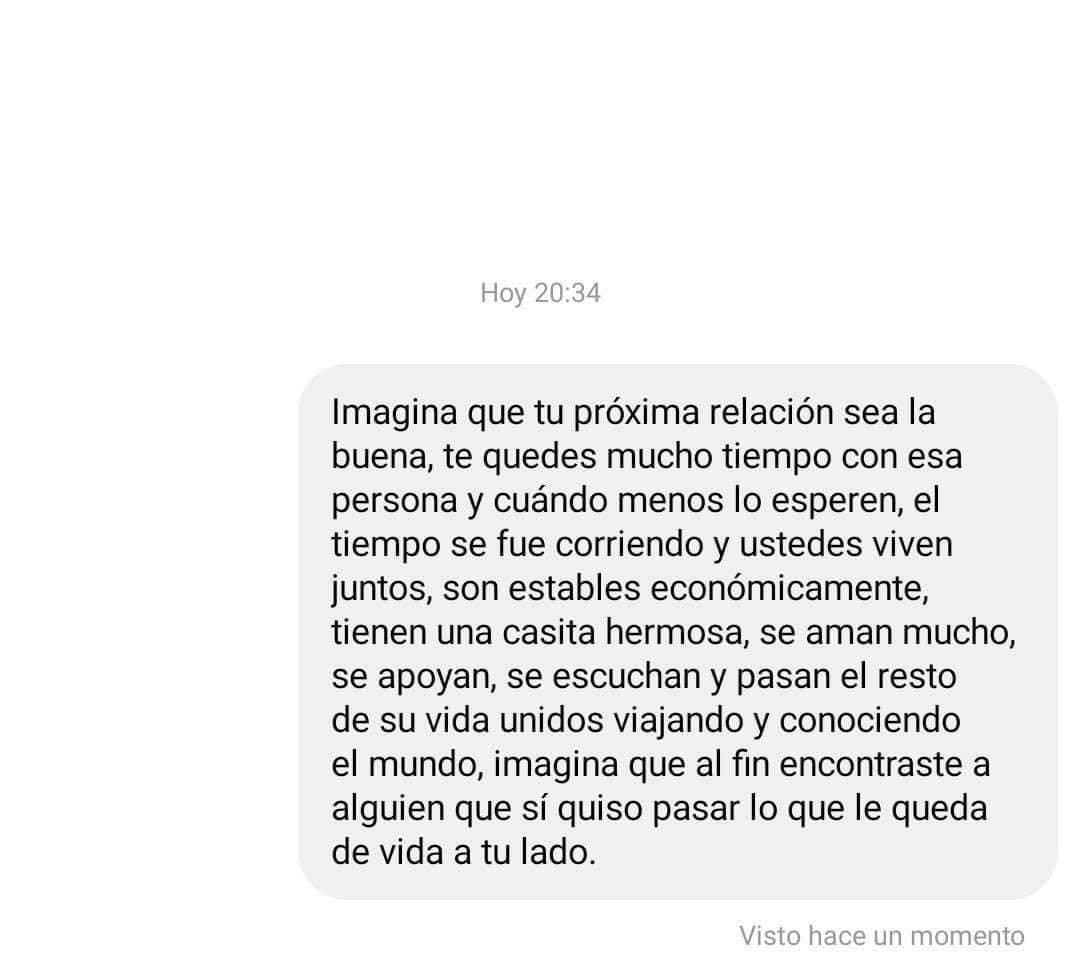 Hoy 20:34
Imagina que tu próxima relación sea la
buena, te quedes mucho tiempo con esa
persona y cuándo menos lo esperen, el
tiempo se fue corriendo y ustedes viven
juntos, son estables económicamente,
tienen una casita hermosa, se aman mucho,
se apoyan, se escuchan y pasan el resto
de su vida unidos viajando y conociendo
el mundo, imagina que al fin encontraste a
alguien que sí quiso pasar lo que le queda
de vida a tu lado.
Visto hace un momento